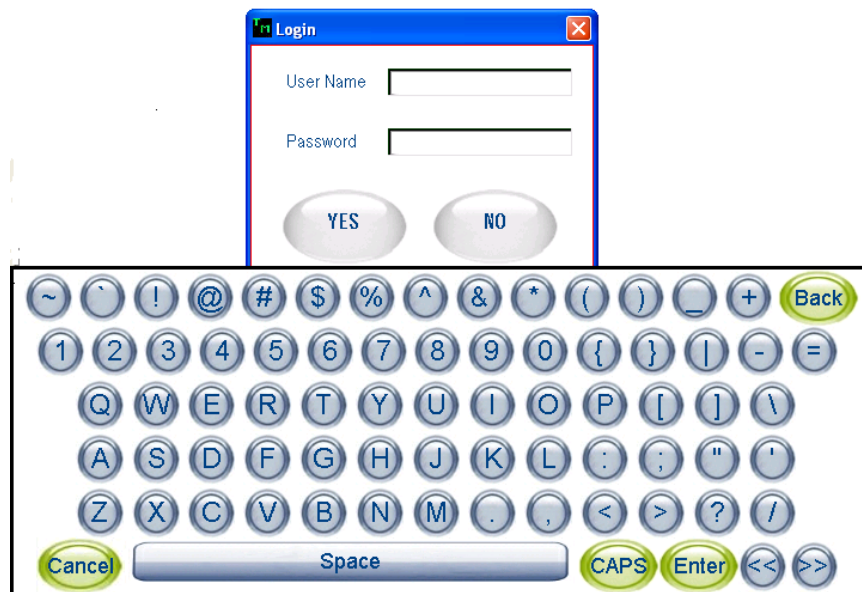 TM Login
User Name
Password
YES NO
~ ` ! @ # $ % ^ & * ( ) _ + Back
1 2 3 4 5 6 7 8 9 0 { } | - =
Q W E R T Y U I O P [ ] \
A S D F G H J K L : ; " '
Z X C V B N M . , < > ? /
Cancel Space CAPS Enter << >>